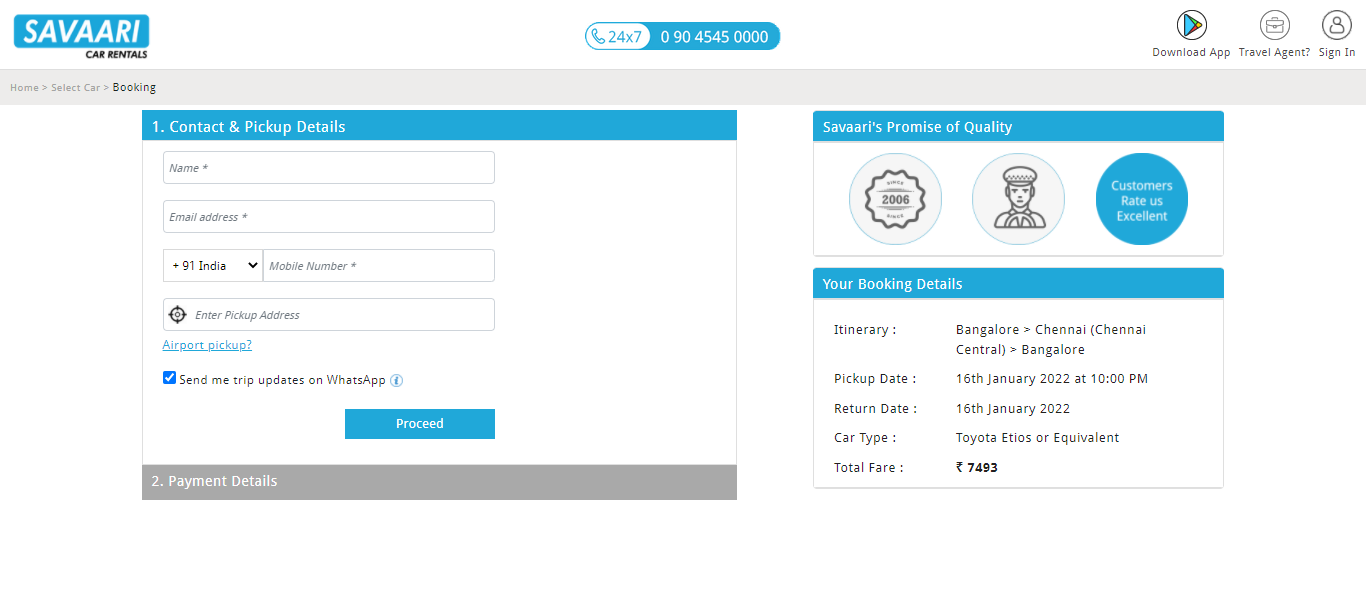 SAVAARI
CAR RENTALS
24x7 0 90 4545 0000
Download App
Travel Agent?
Sign In
Home > Select Car > Booking
1. Contact & Pickup Details
Name *
Email address *
+ 91 India
Mobile Number *
Enter Pickup Address
Airport pickup?
Send me trip updates on WhatsApp i
Proceed
2. Payment Details
Savaari's Promise of Quality
SINCE
2006
SINCE
Customers
Rate us
Excellent
Your Booking Details
Itinerary : Bangalore > Chennai (Chennai
Central) > Bangalore
Pickup Date : 16th January 2022 at 10:00 PM
Return Date : 16th January 2022
Car Type : Toyota Etios or Equivalent
Total Fare : ₹ 7493